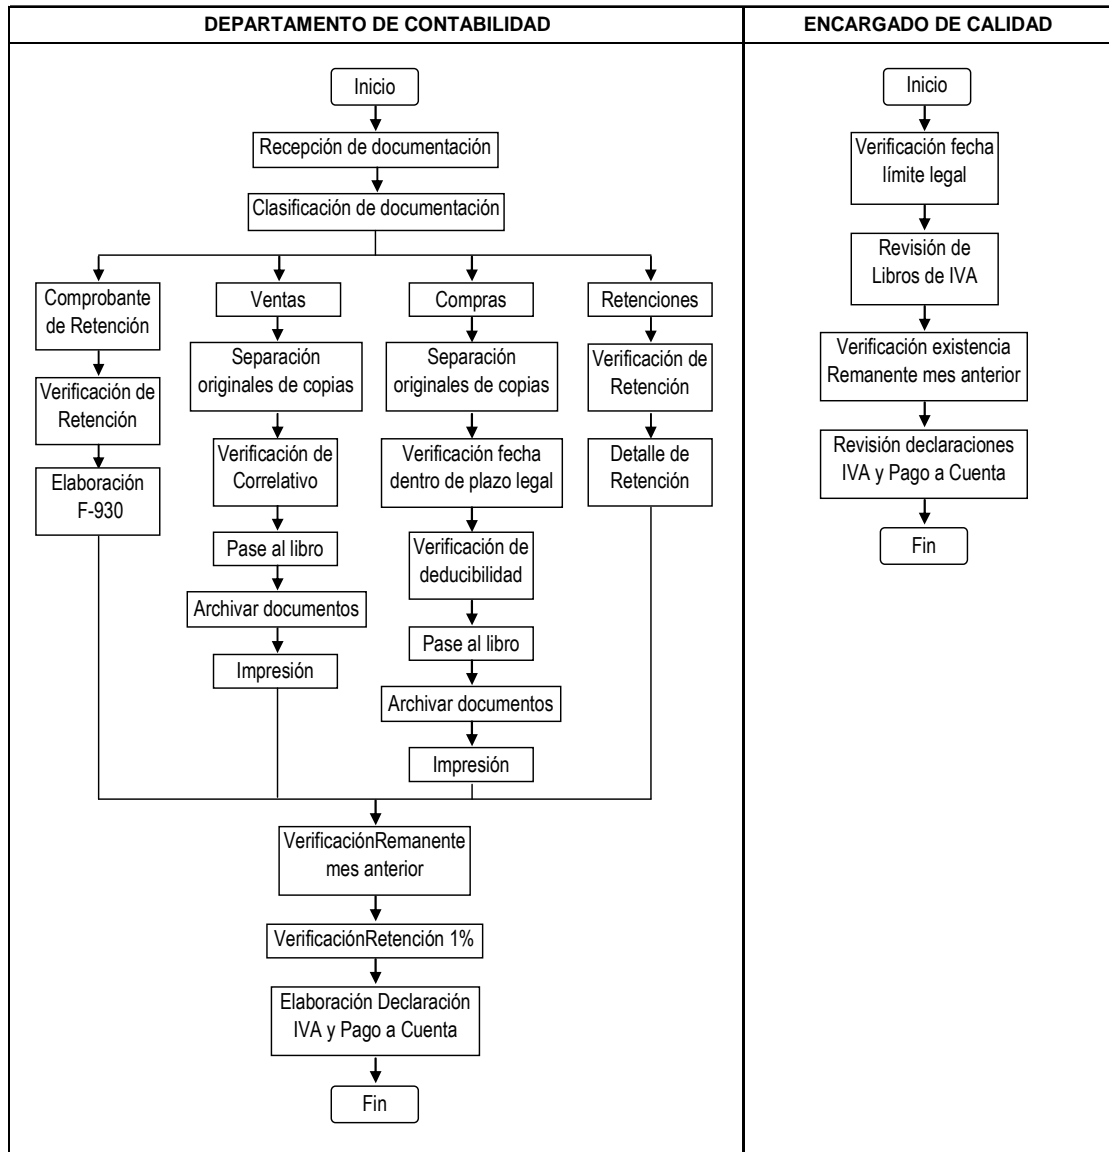 DEPARTAMENTO DE CONTABILIDAD
Inicio
Recepción de documentación
Clasificación de documentación
Comprobante
de Retención
Verificación de
Retención
Elaboración
F-930
Ventas
Separación
originales de copias
Verificación de
Correlativo
Pase al libro
Archivar documentos
Impresión
Compras
Separación
originales de copias
Verificación fecha
dentro de plazo legal
Verificación de
deducibilidad
Pase al libro
Archivar documentos
Impresión
Retenciones
Verificación de
Retención
Detalle de
Retención
VerificaciónRemanente
mes anterior
VerificaciónRetención 1%
Elaboración Declaración
IVA y Pago a Cuenta
Fin
ENCARGADO DE CALIDAD
Inicio
Verificación fecha
límite legal
Revisión de
Libros de IVA
Verificación existencia
Remanente mes anterior
Revisión declaraciones
IVA y Pago a Cuenta
Fin